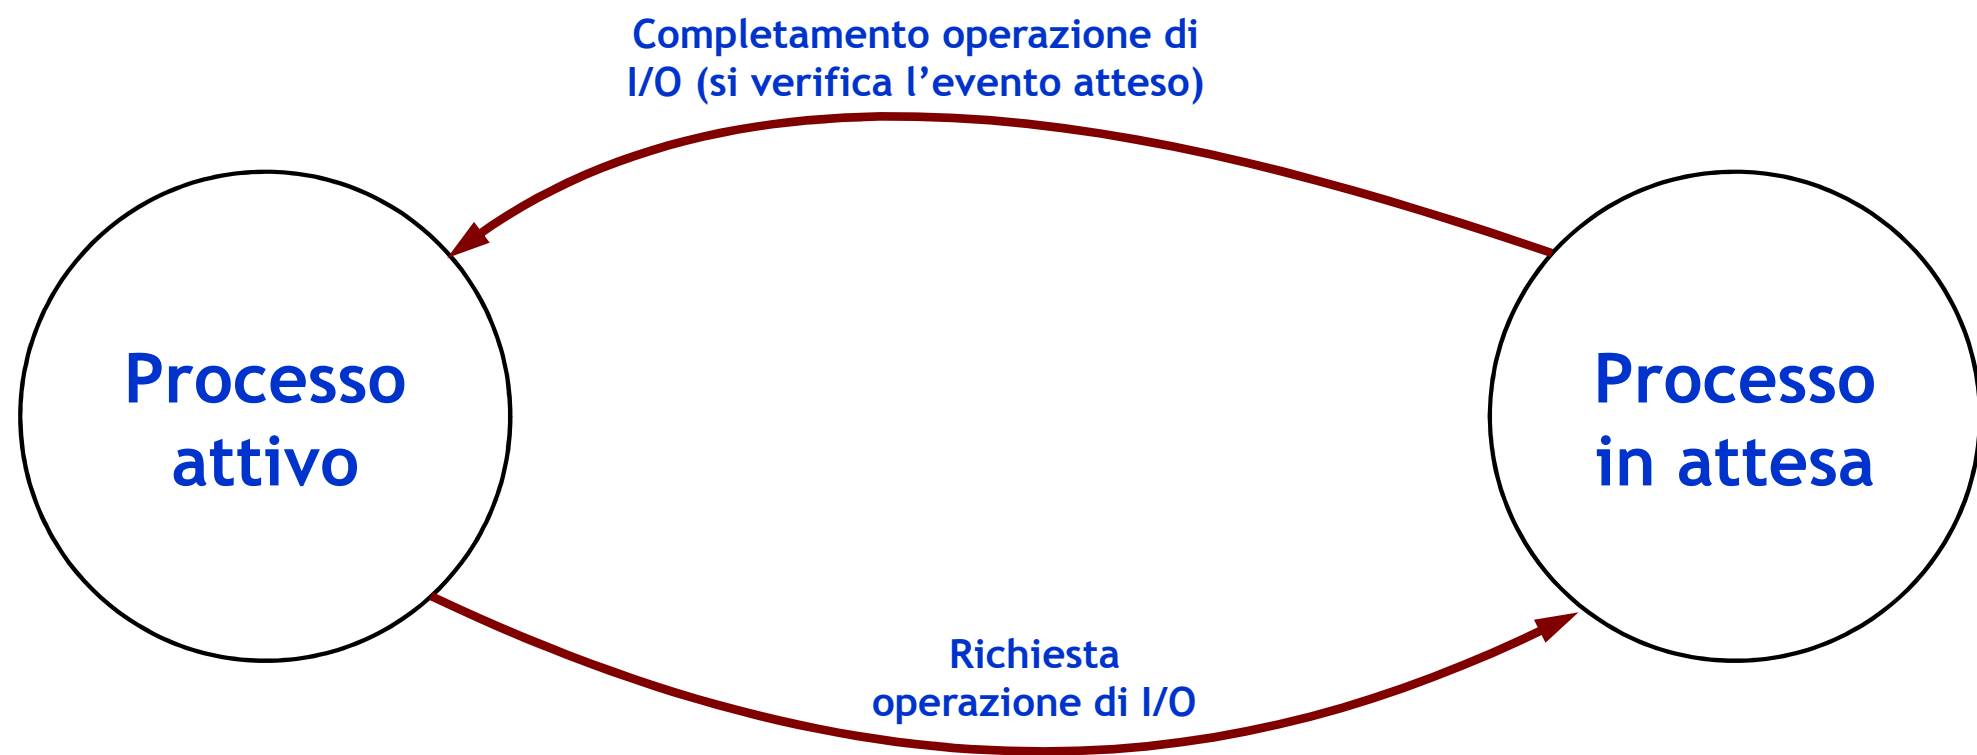 Completamento operazione di
I/O (si verifica l’evento atteso)
Processo
attivo
Processo
in attesa
Richiesta
operazione di I/O